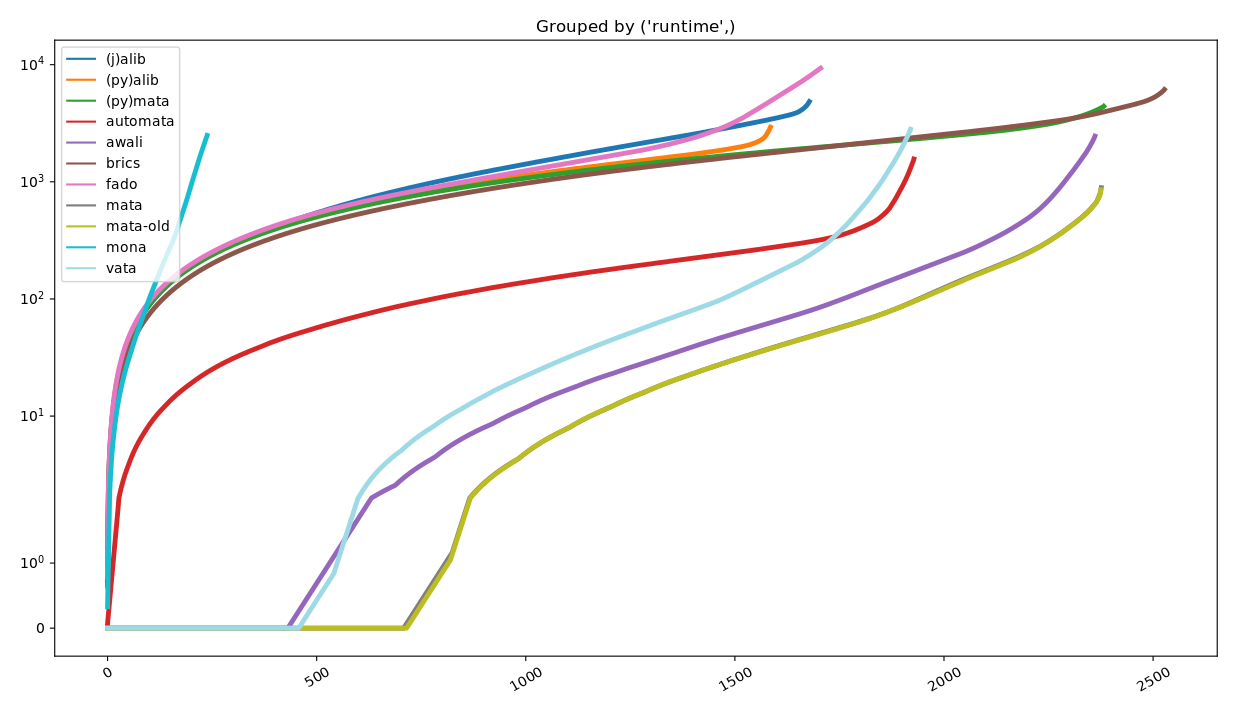 Grouped by ('runtime',)
(j)alib
(py)alib
(py)mata
automata
awali
brics
fado
mata
mata-old
mona
vata
10^4
10^3
10^2
10^1
10^0
0
0 500 1000 1500 2000 2500